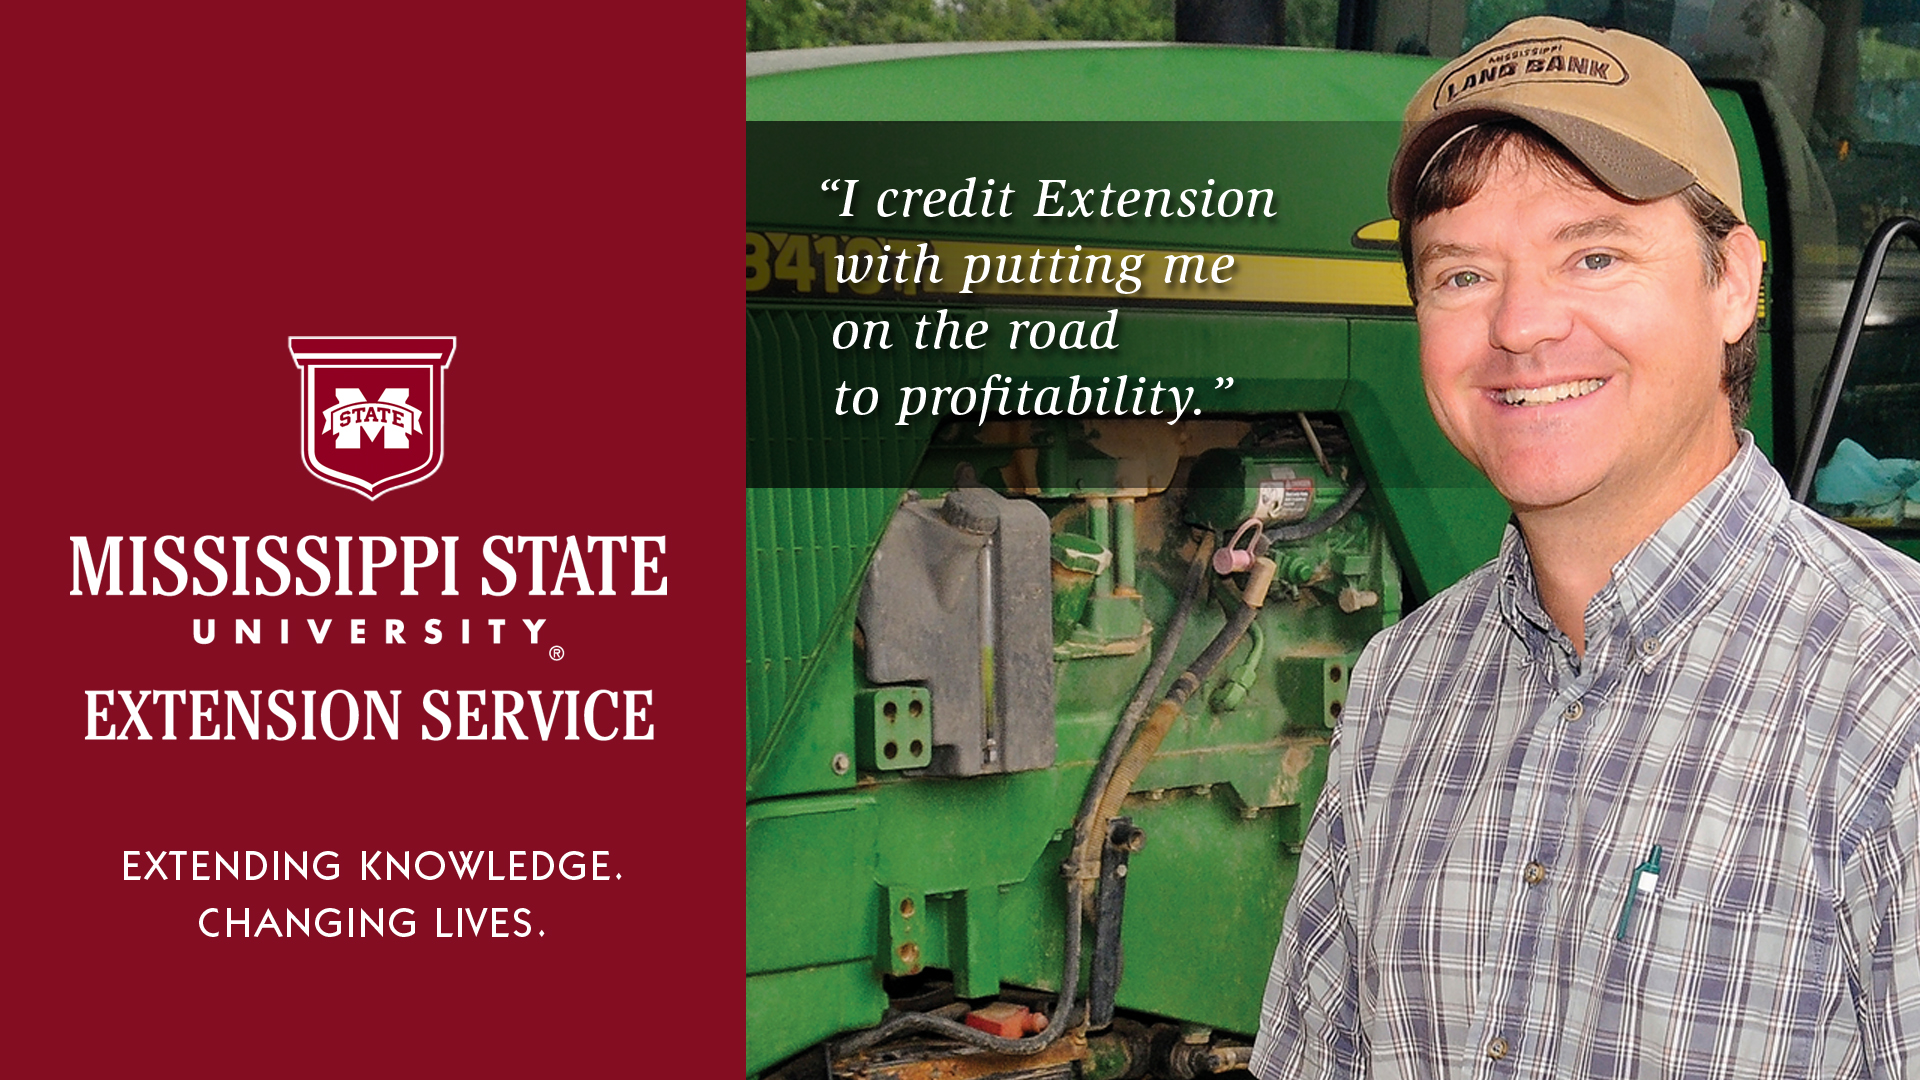 STATE
MISSISSIPPI STATE
UNIVERSITY®
EXTENSION SERVICE
EXTENDING KNOWLEDGE.
CHANGING LIVES.
MISSISSIPPI
LAND BANK
“I credit Extension
with putting me
on the road
to profitability.”